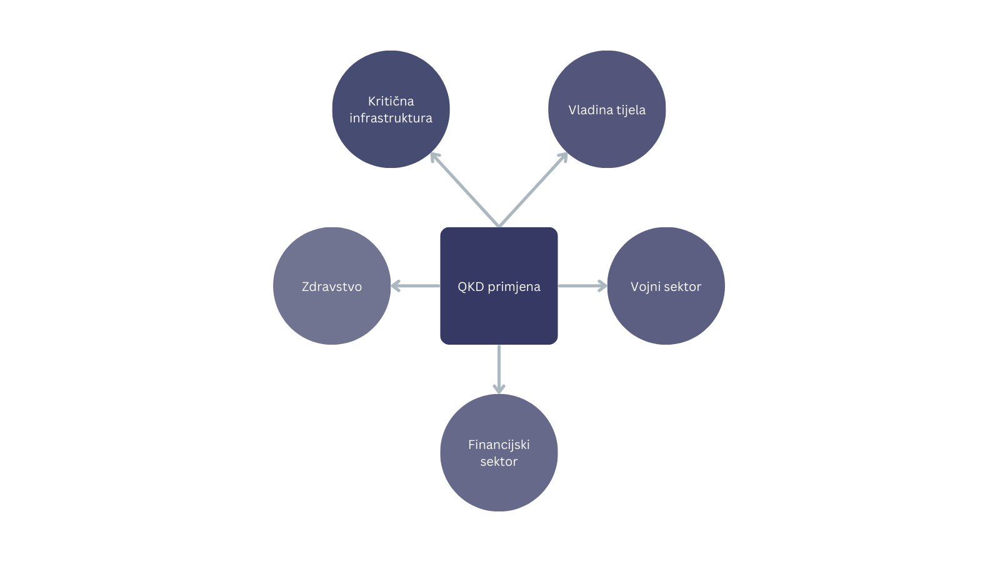 Kritična
infrastruktura
Vladina tijela
Zdravstvo
QKD primjena
Vojni sektor
Financijski
sektor